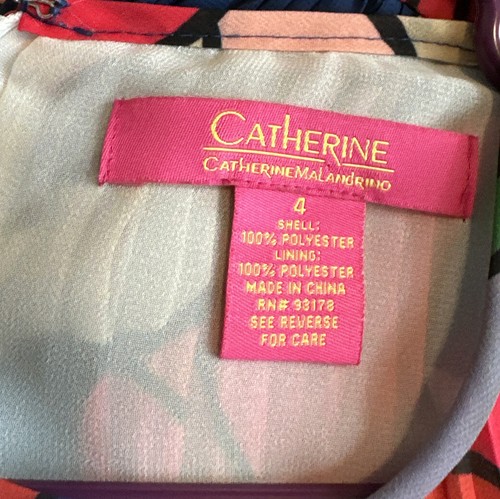 CATHERINE
CATHERINEMALANDRINO
4
SHELL:
100% POLYESTER
LINING:
100% POLYESTER
MADE IN CHINA
RN# 93178
SEE REVERSE
FOR CARE